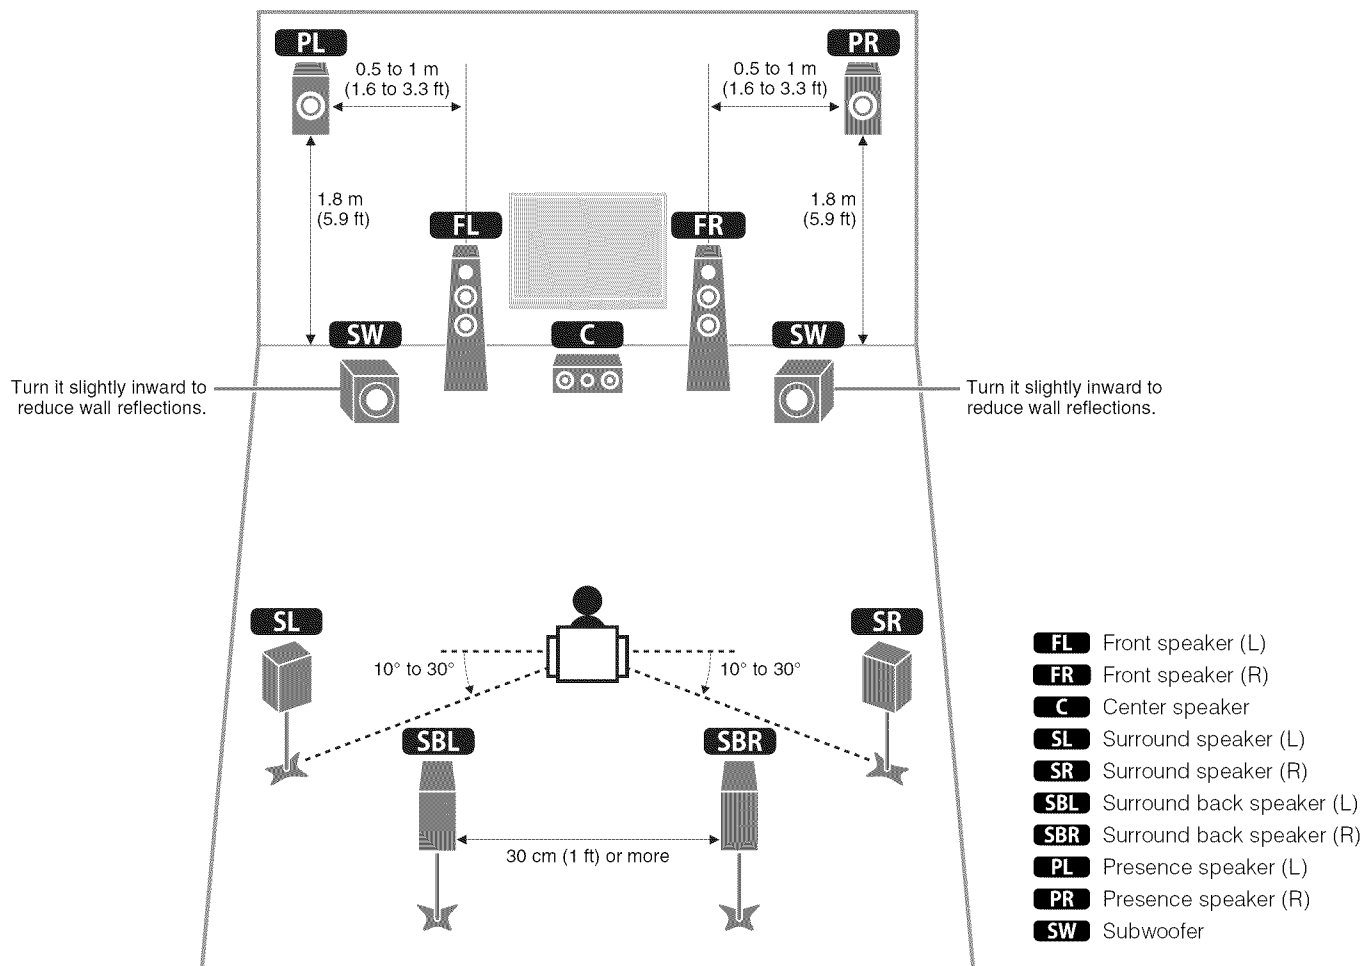 PL
PR
0.5 to 1 m
(1.6 to 3.3 ft)
0.5 to 1 m
(1.6 to 3.3 ft)
1.8 m
(5.9 ft)
1.8 m
(5.9 ft)
FL
FR
SW
C
SW
Turn it slightly inward to
reduce wall reflections.
Turn it slightly inward to
reduce wall reflections.
SL
SR
10° to 30°
10° to 30°
SBL
SBR
30 cm (1 ft) or more
FL Front speaker (L)
FR Front speaker (R)
C Center speaker
SL Surround speaker (L)
SR Surround speaker (R)
SBL Surround back speaker (L)
SBR Surround back speaker (R)
PL Presence speaker (L)
PR Presence speaker (R)
SW Subwoofer